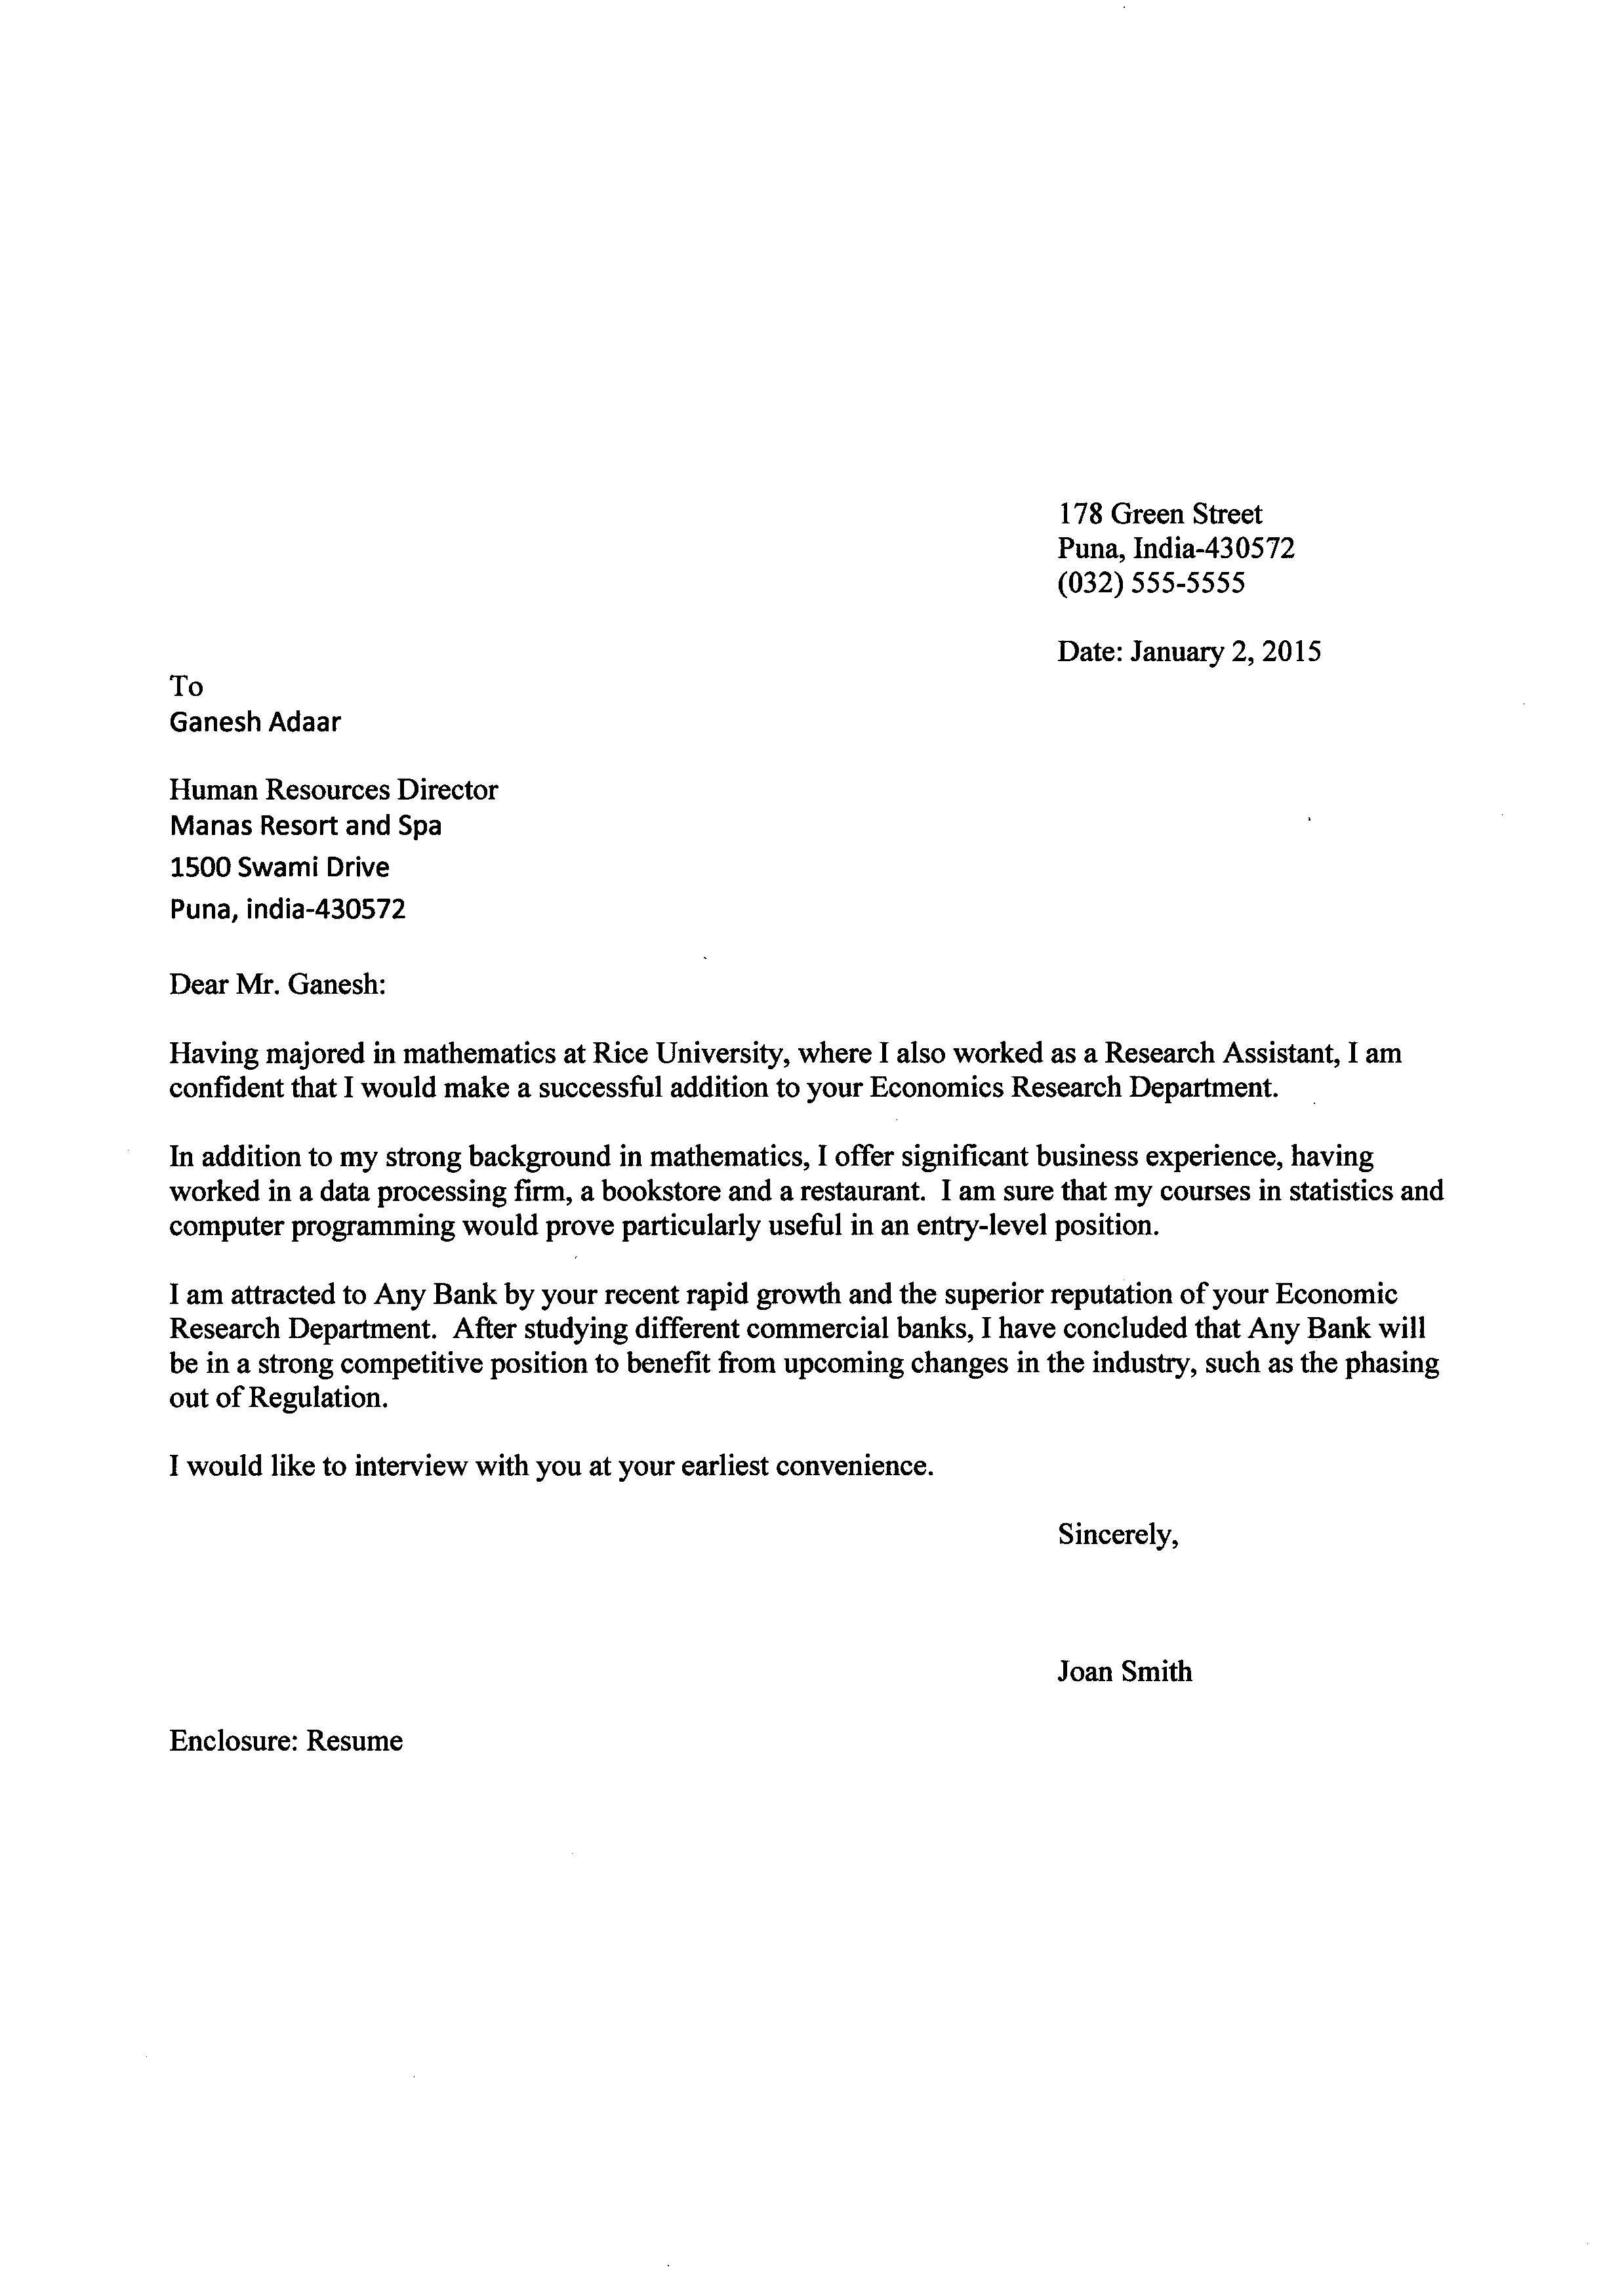 178 Green Street
Puna, India-430572
(032) 555-5555
Date: January 2, 2015
To
Ganesh Adaar
Human Resources Director
Manas Resort and Spa
1500 Swami Drive
Puna, india-430572
Dear Mr. Ganesh:
Having majored in mathematics at Rice University, where I also worked as a Research Assistant, I am
confident that I would make a successful addition to your Economics Research Department.
In addition to my strong background in mathematics, I offer significant business experience, having
worked in a data processing firm, a bookstore and a restaurant. I am sure that my courses in statistics and
computer programming would prove particularly useful in an entry-level position.
I am attracted to Any Bank by your recent rapid growth and the superior reputation of your Economic
Research Department. After studying different commercial banks, I have concluded that Any Bank will
be in a strong competitive position to benefit from upcoming changes in the industry, such as the phasing
out of Regulation.
I would like to interview with you at your earliest convenience.
Sincerely,
Joan Smith
Enclosure: Resume